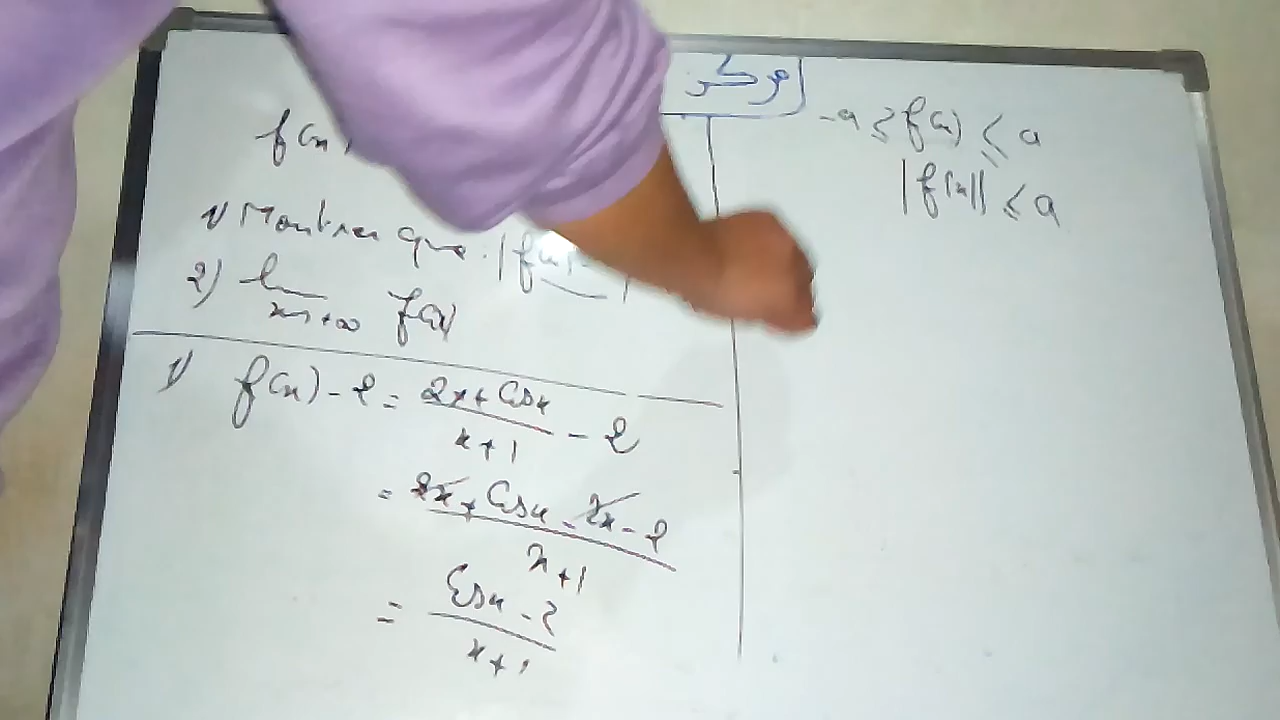 مركز
f(x)
1) Montrer que |f(x)
2) lim f(x)
x→+∞
1) f(x) - 2 = (2x + Cosx)/(x+1) - 2
= (2x + Cosx - 2x - 2)/(x+1)
= (Cosx - 2)/(x+1)
-a ≤ f(x) ≤ a
|f(x)| ≤ a